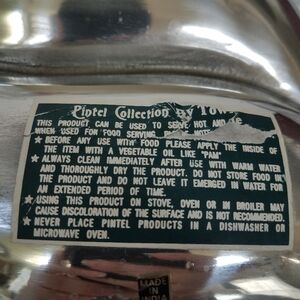 Pintel Collection by Tow
THIS PRODUCT CAN BE USED TO SERVE HOT AND
WHEN USED FOR FOOD SERVING NOTE
★ BEFORE ANY USE WITH FOOD PLEASE APPLY THE INSIDE OF
THE ITEM WITH A VEGETABLE OIL LIKE "PAM"
★ ALWAYS CLEAN IMMEDIATELY AFTER USE WITH WARM WATER
AND THOROUGHLY DRY THE PRODUCT. DO NOT STORE FOOD IN
THE PRODUCT AND DO NOT LEAVE IT EMERGED IN WATER FOR
AN EXTENDED PERIOD OF TIME.
★ USING THIS PRODUCT ON STOVE, OVEN OR IN BROILER MAY
CAUSE DISCOLORATION OF THE SURFACE AND IS NOT RECOMMENDED.
★ NEVER PLACE PINTEL PRODUCTS IN A DISHWASHER OR
MICROWAVE OVEN.
MADE
IN
INDIA